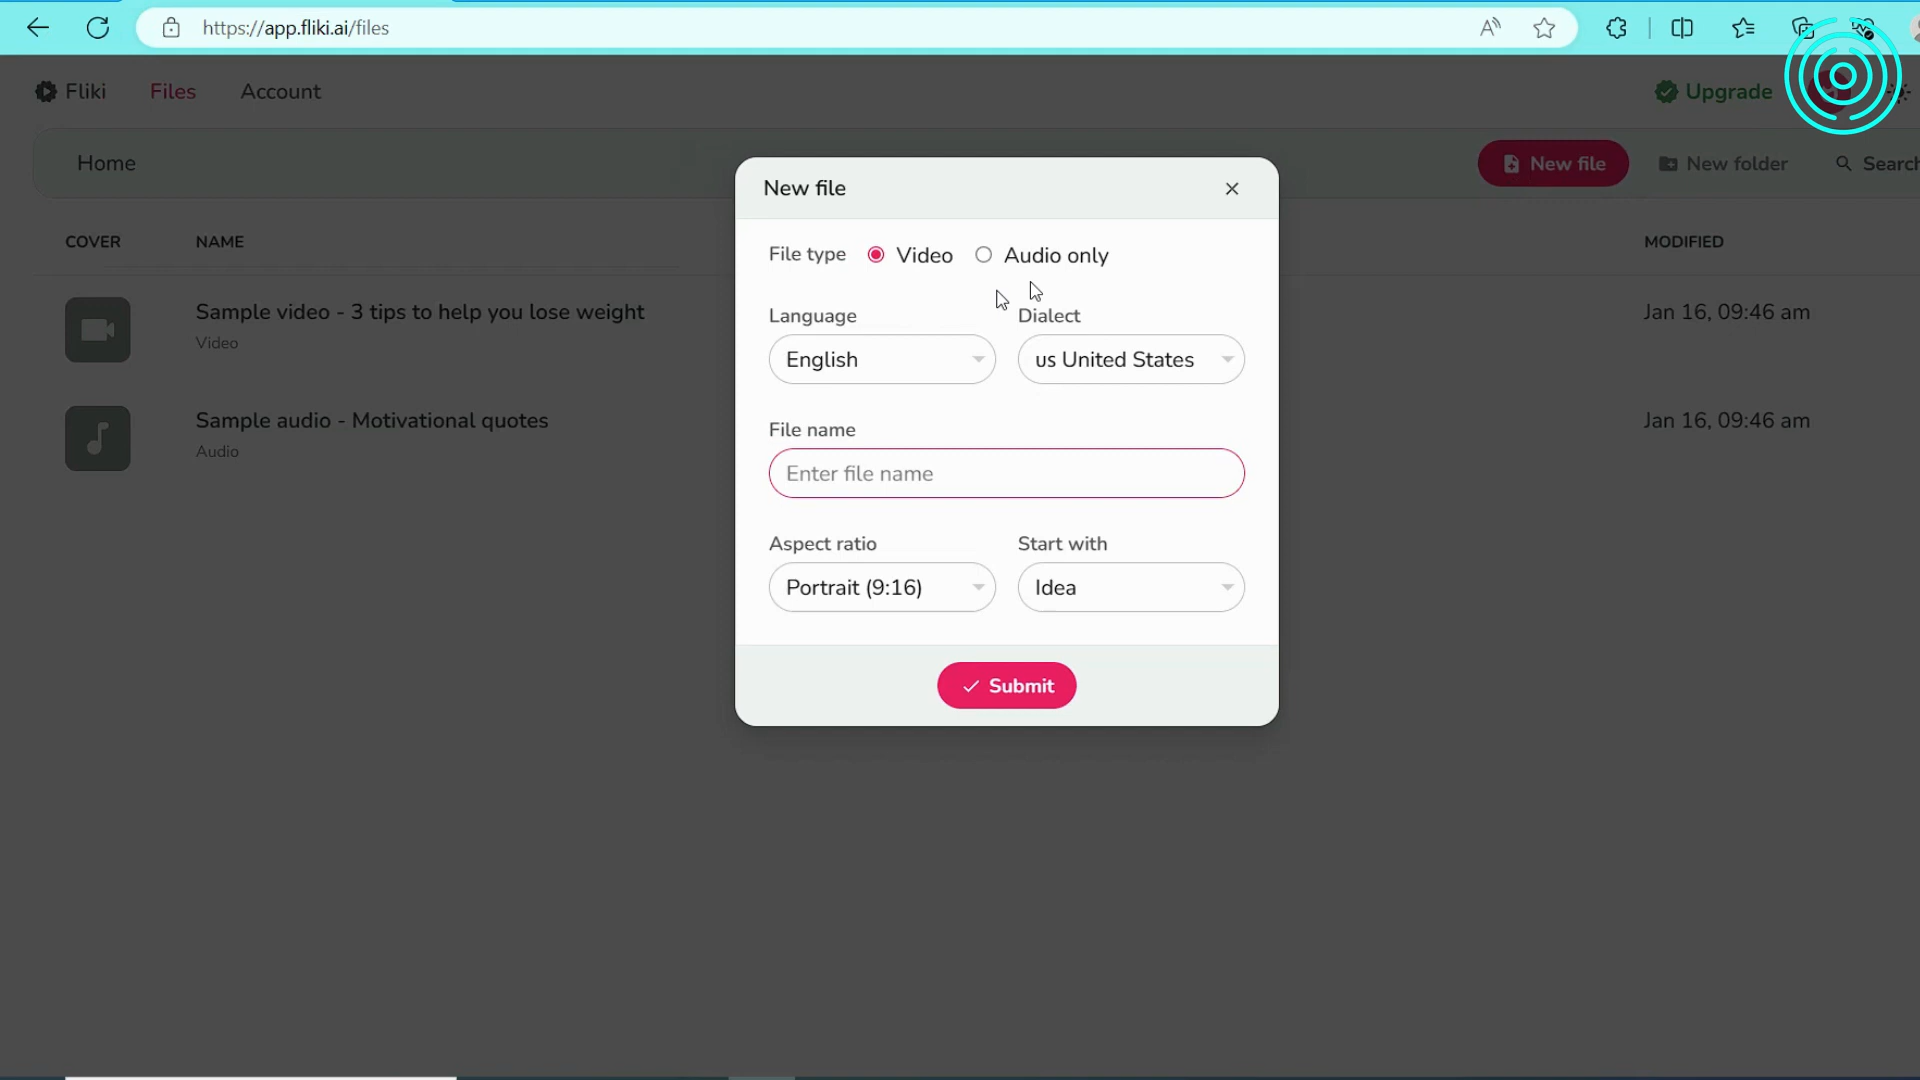 https://app.fliki.ai/files
Fliki Files Account Upgrade
Home New file New folder Search
New file
COVER NAME MODIFIED
File type Video Audio only
Sample video - 3 tips to help you lose weight Jan 16, 09:46 am
Video
Language Dialect
English us United States
Sample audio - Motivational quotes Jan 16, 09:46 am
Audio
File name
Enter file name
Aspect ratio Start with
Portrait (9:16) Idea
Submit